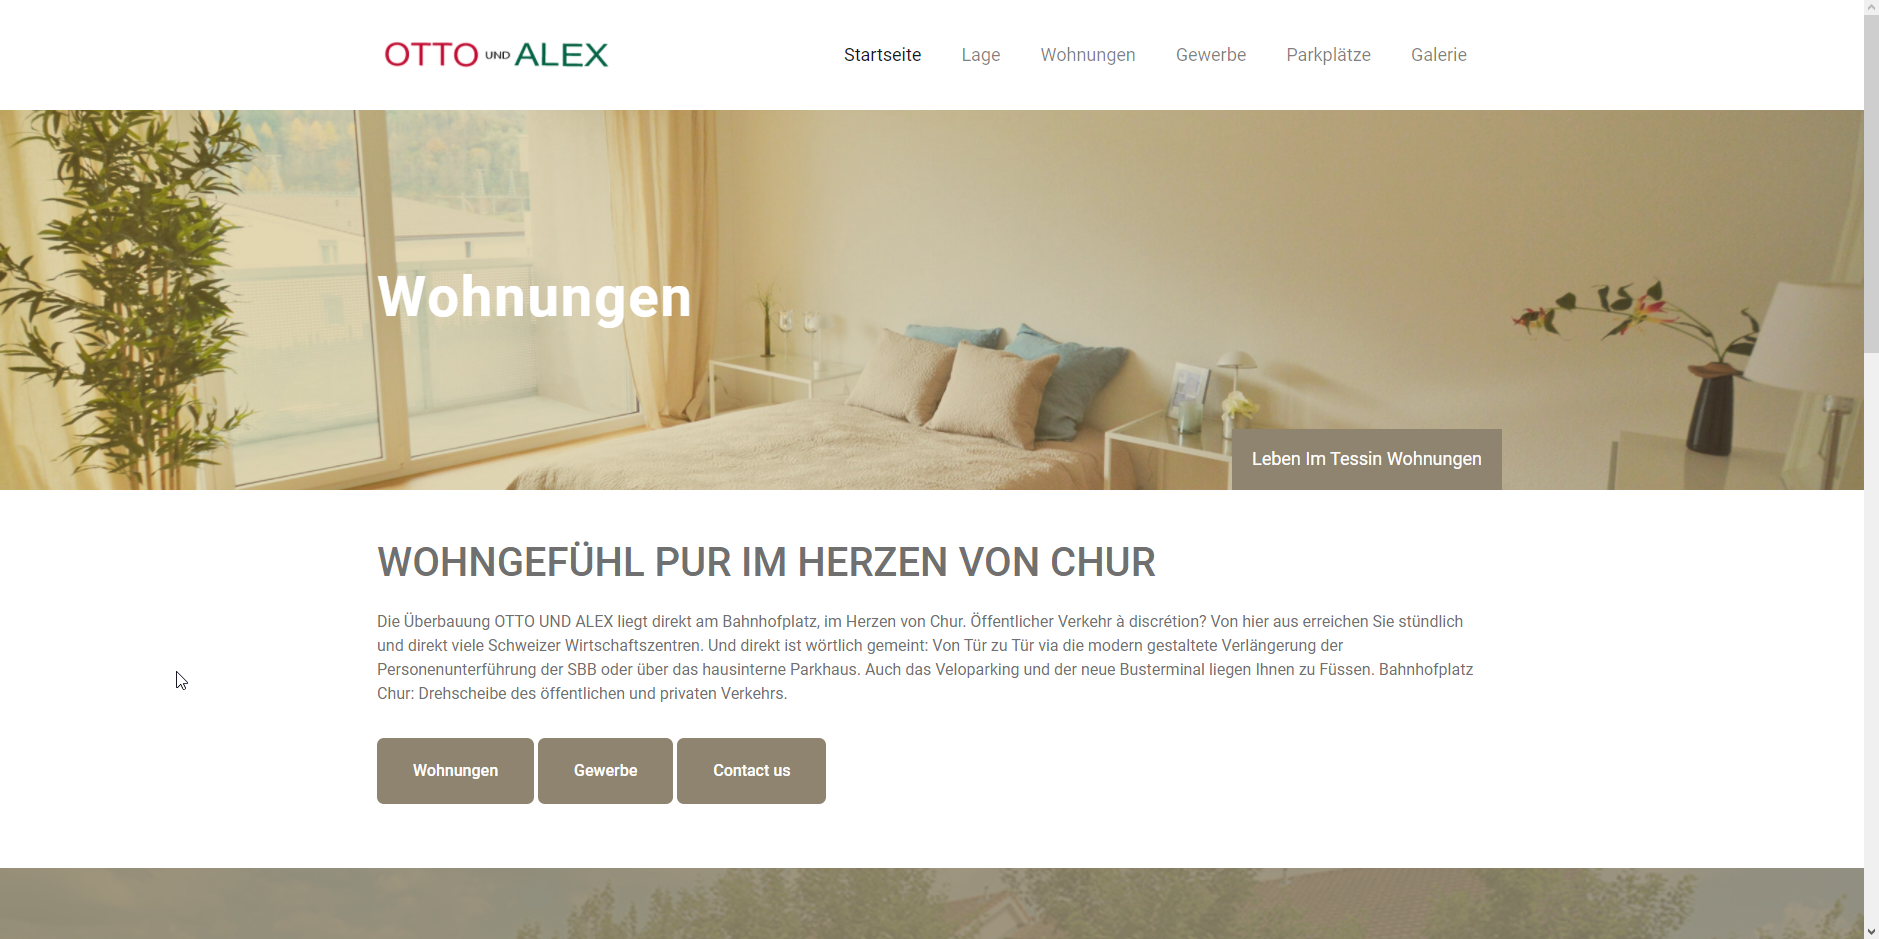 OTTO UND ALEX
Startseite
Lage
Wohnungen
Gewerbe
Parkplätze
Galerie
Wohnungen
Leben Im Tessin Wohnungen
WOHNGEFÜHL PUR IM HERZEN VON CHUR
Die Überbauung OTTO UND ALEX liegt direkt am Bahnhofplatz, im Herzen von Chur. Öffentlicher Verkehr à discrétion? Von hier aus erreichen Sie stündlich
und direkt viele Schweizer Wirtschaftszentren. Und direkt ist wörtlich gemeint: Von Tür zu Tür via die modern gestaltete Verlängerung der
Personenunterführung der SBB oder über das hausinterne Parkhaus. Auch das Veloparking und der neue Busterminal liegen Ihnen zu Füssen. Bahnhofplatz
Chur: Drehscheibe des öffentlichen und privaten Verkehrs.
Wohnungen
Gewerbe
Contact us